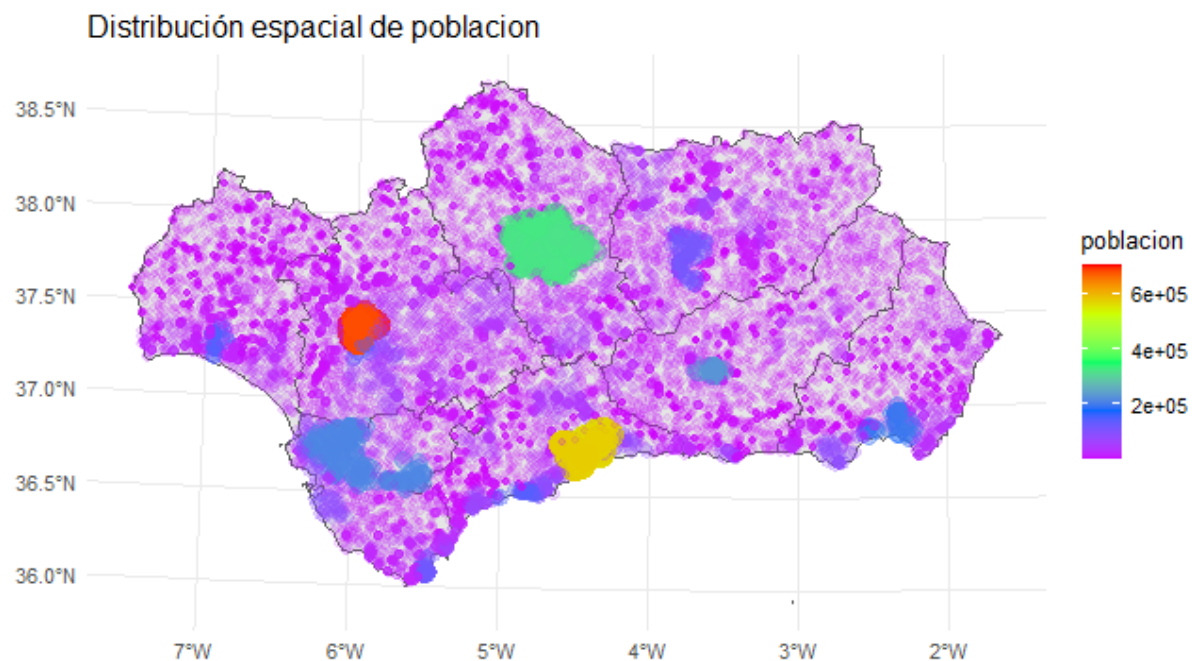 Distribución espacial de poblacion
38.5°N
38.0°N
37.5°N
37.0°N
36.5°N
36.0°N
7°W
6°W
5°W
4°W
3°W
2°W
poblacion
6e+05
4e+05
2e+05